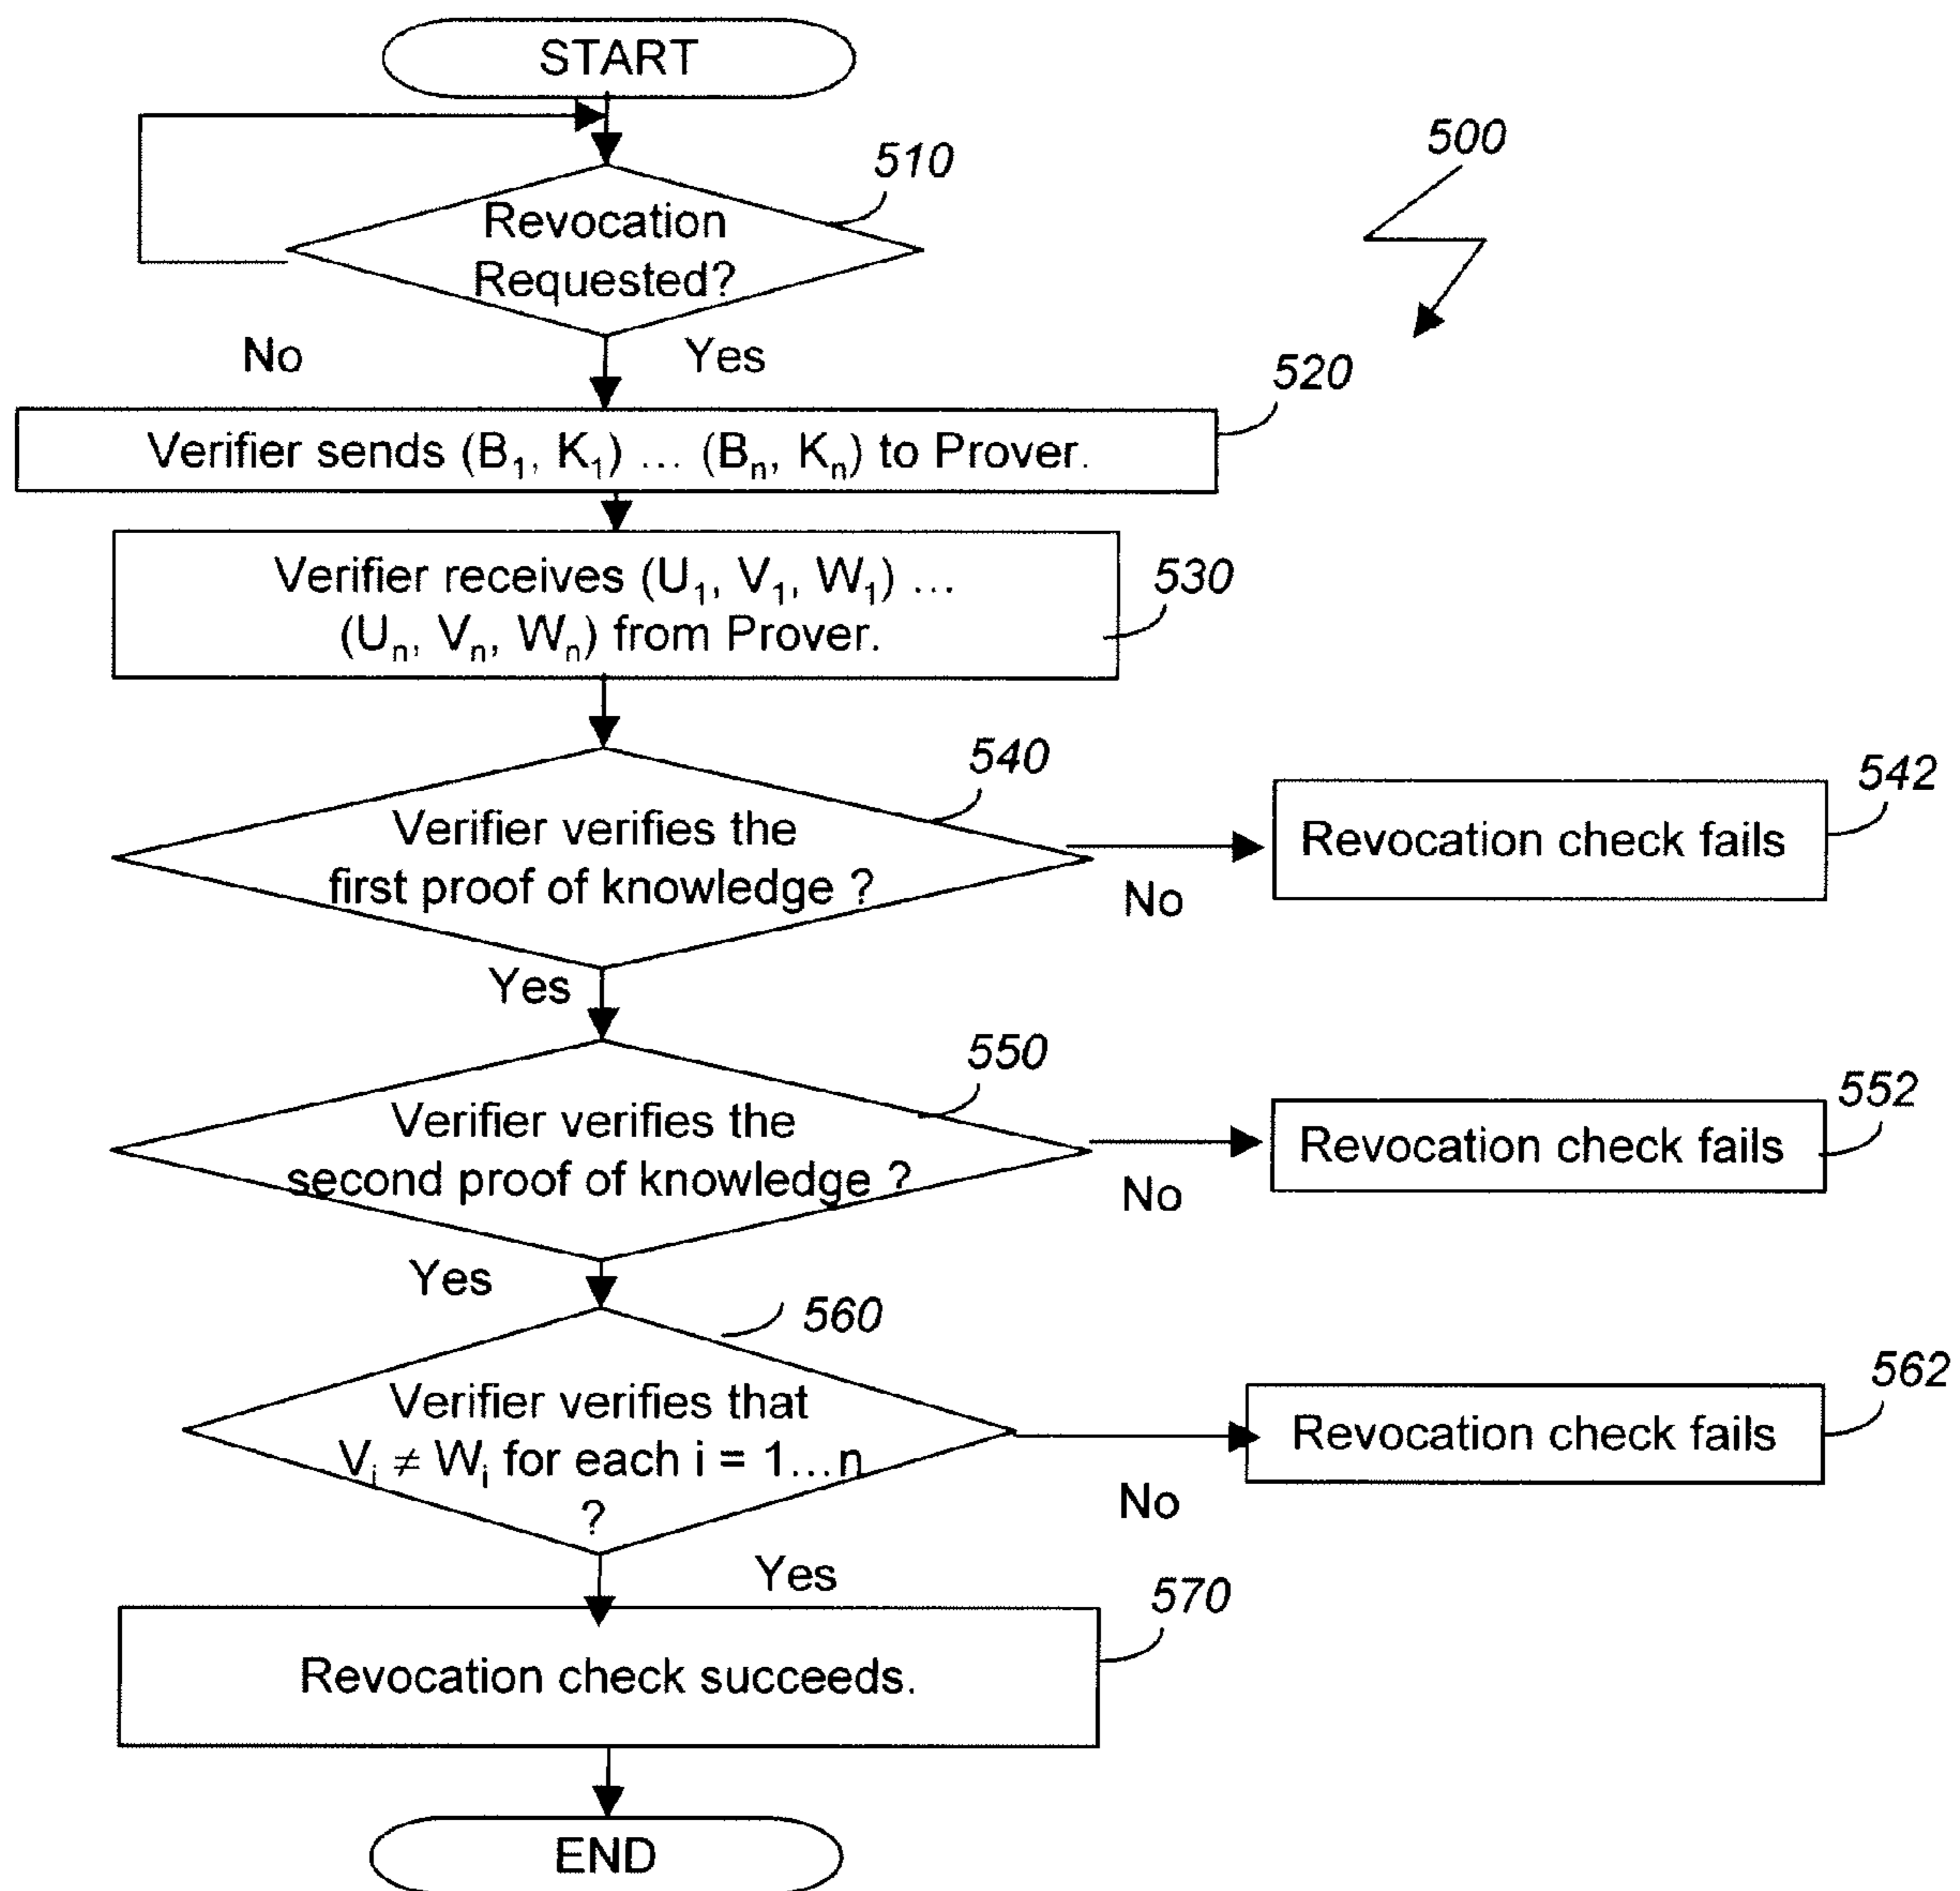 START
500
510
Revocation
Requested?
No
Yes
520
Verifier sends (B₁, K₁) ... (Bₙ, Kₙ) to Prover.
530
Verifier receives (U₁, V₁, W₁) ...
(Uₙ, Vₙ, Wₙ) from Prover.
540
Verifier verifies the
first proof of knowledge ?
No
542
Revocation check fails
Yes
550
Verifier verifies the
second proof of knowledge ?
No
552
Revocation check fails
Yes
560
Verifier verifies that
Vᵢ ≠ Wᵢ for each i = 1...n
?
No
562
Revocation check fails
Yes
570
Revocation check succeeds.
END